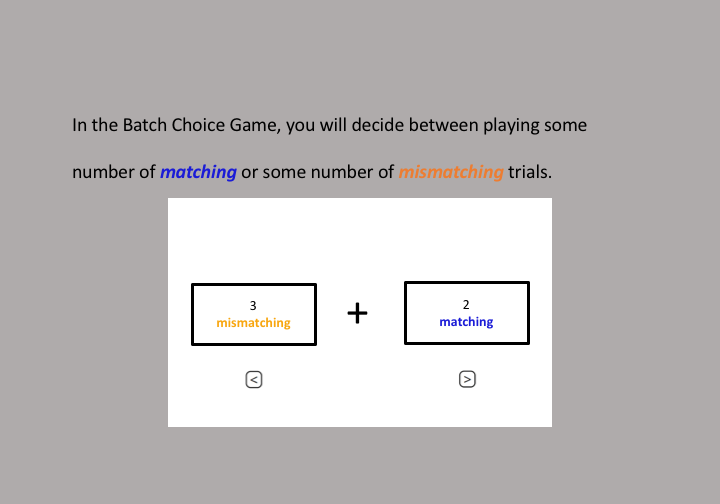 In the Batch Choice Game, you will decide between playing some
number of matching or some number of mismatching trials.
3
mismatching
+
2
matching
<
>